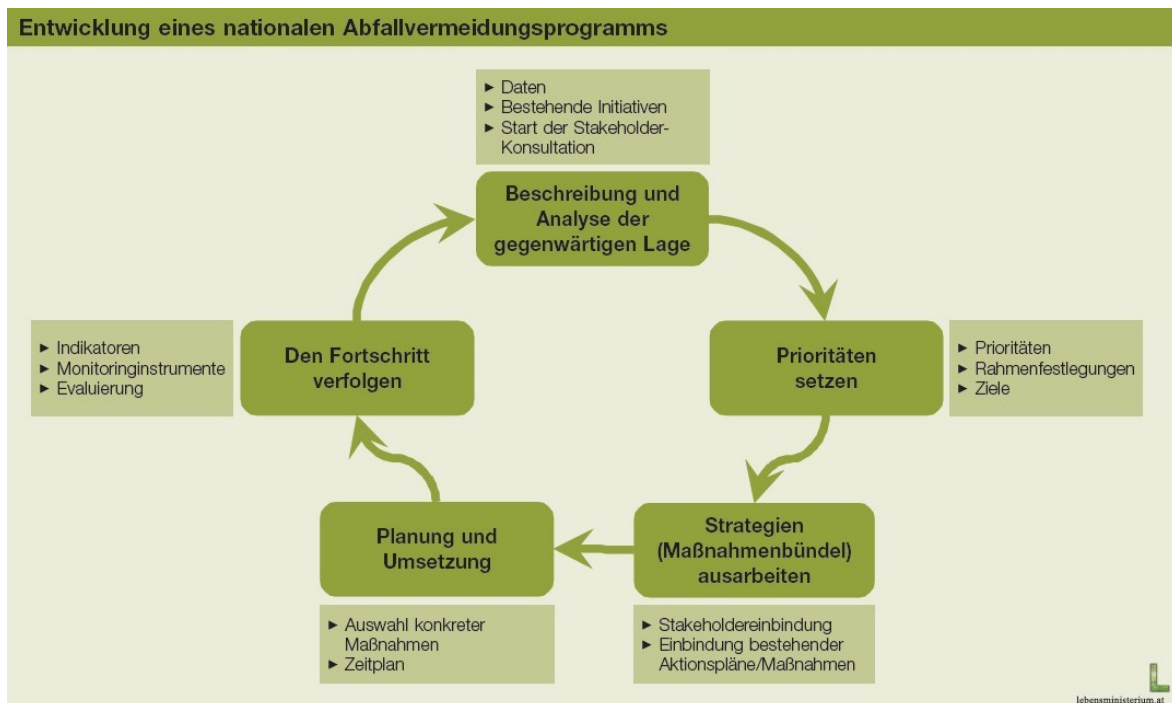 Entwicklung eines nationalen Abfallvermeidungsprogramms
► Daten
► Bestehende Initiativen
► Start der Stakeholder-
Konsultation
Beschreibung und
Analyse der
gegenwärtigen Lage
Prioritäten
setzen
► Prioritäten
► Rahmenfestlegungen
► Ziele
Strategien
(Maßnahmenbündel)
ausarbeiten
► Stakeholdereinbindung
► Einbindung bestehender
Aktionspläne/Maßnahmen
Planung und
Umsetzung
► Auswahl konkreter
Maßnahmen
► Zeitplan
Den Fortschritt
verfolgen
► Indikatoren
► Monitoringinstrumente
► Evaluierung
L
lebensministerium.at